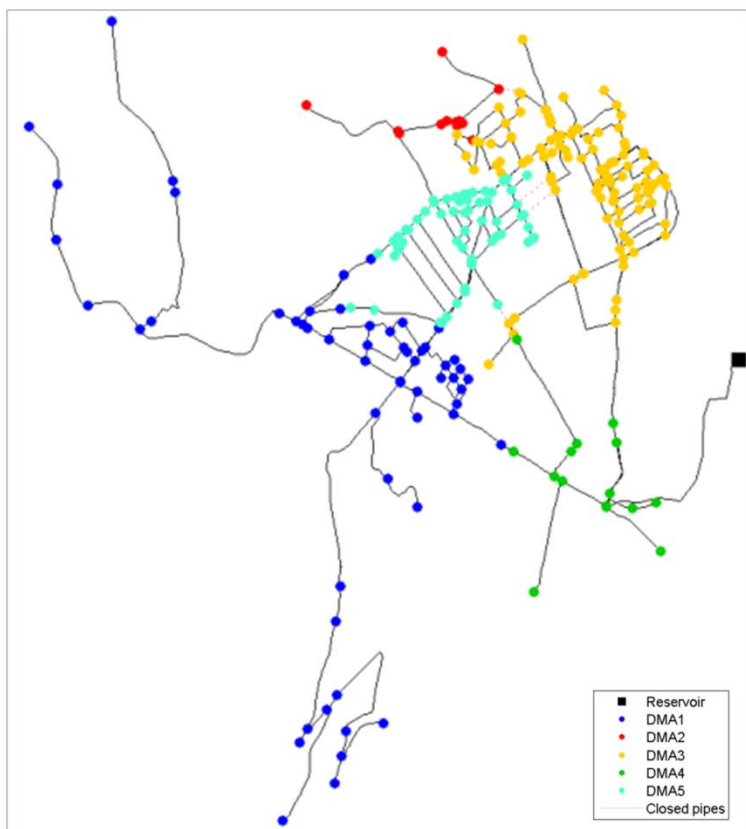 Reservoir
DMA1
DMA2
DMA3
DMA4
DMA5
Closed pipes